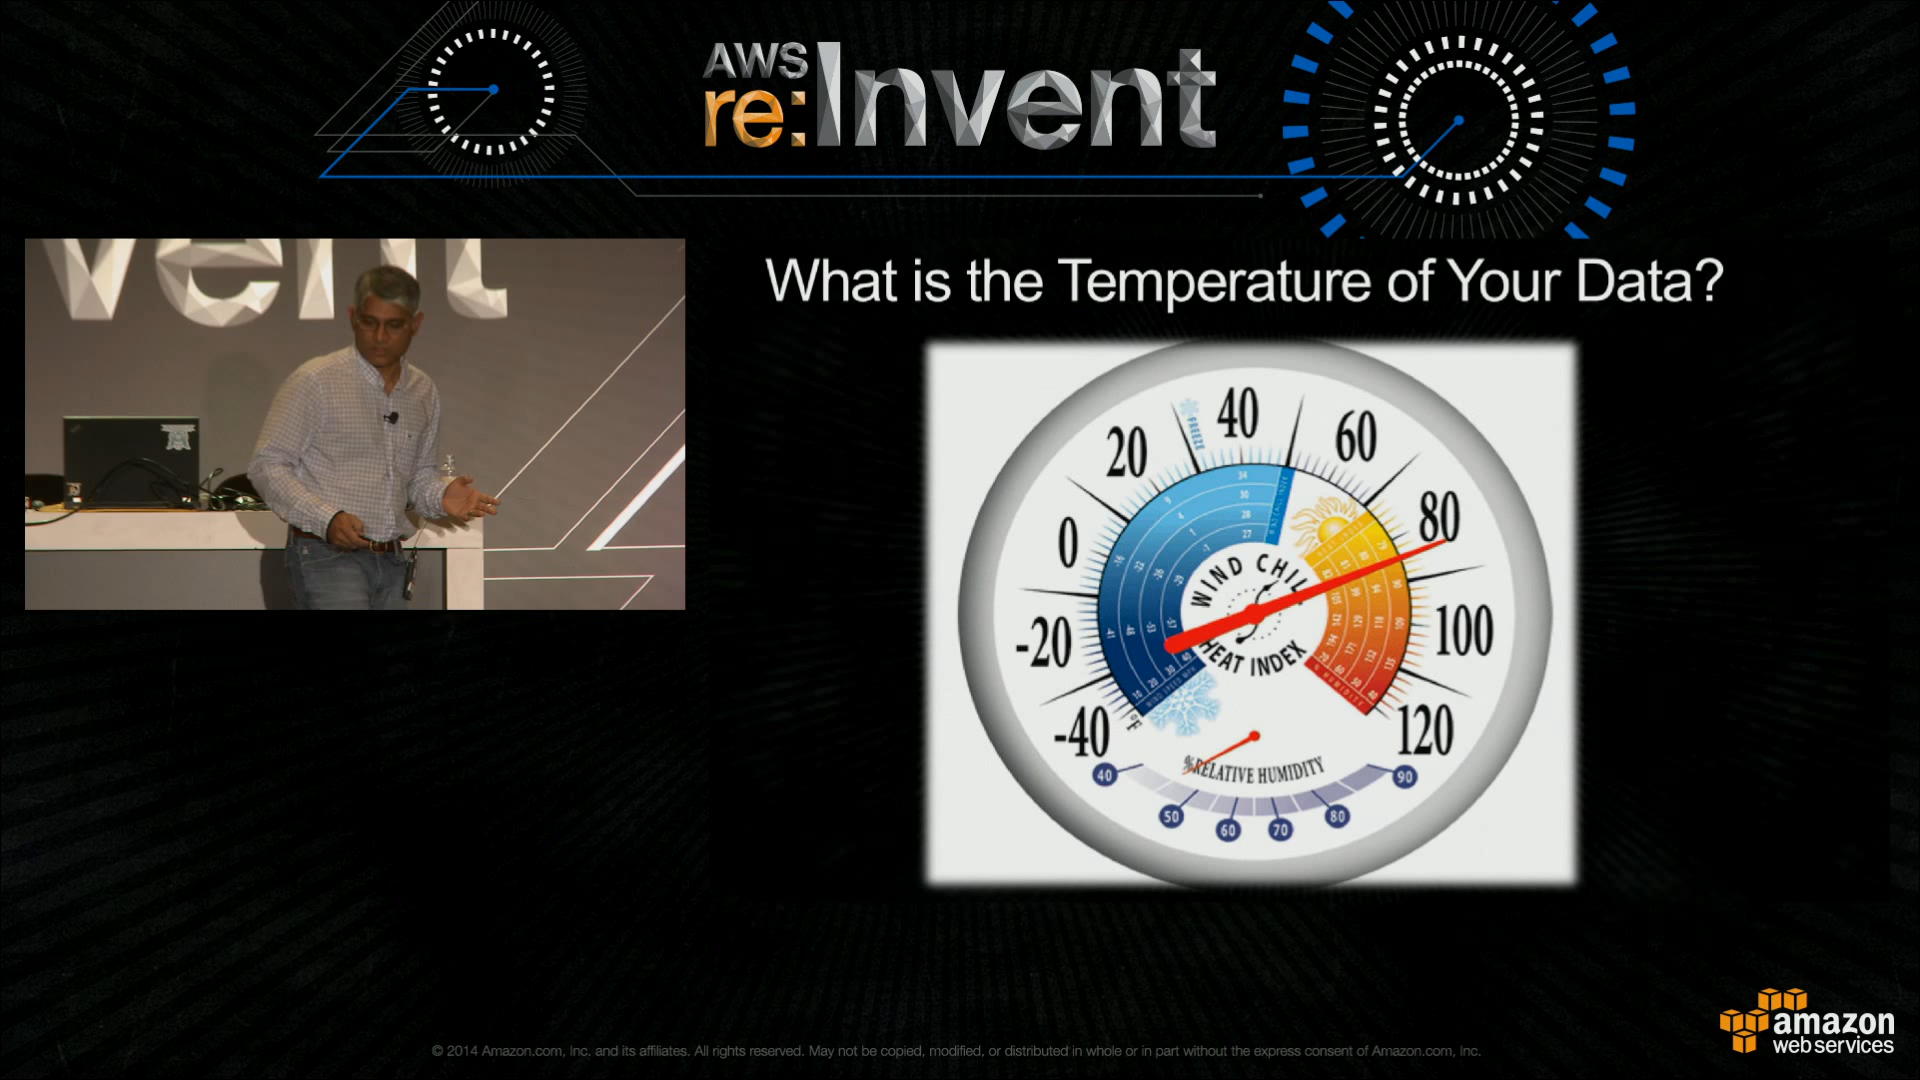 AWS
re:Invent
vent
What is the Temperature of Your Data?
FREEZE
40
20
60
0
80
-20
100
-40
120
°F
WIND CHILL
HEAT INDEX
%RELATIVE HUMIDITY
40
50
60
70
80
90
amazon
web services
© 2014 Amazon.com, Inc. and its affiliates. All rights reserved. May not be copied, modified, or distributed in whole or in part without the express consent of Amazon.com, Inc.